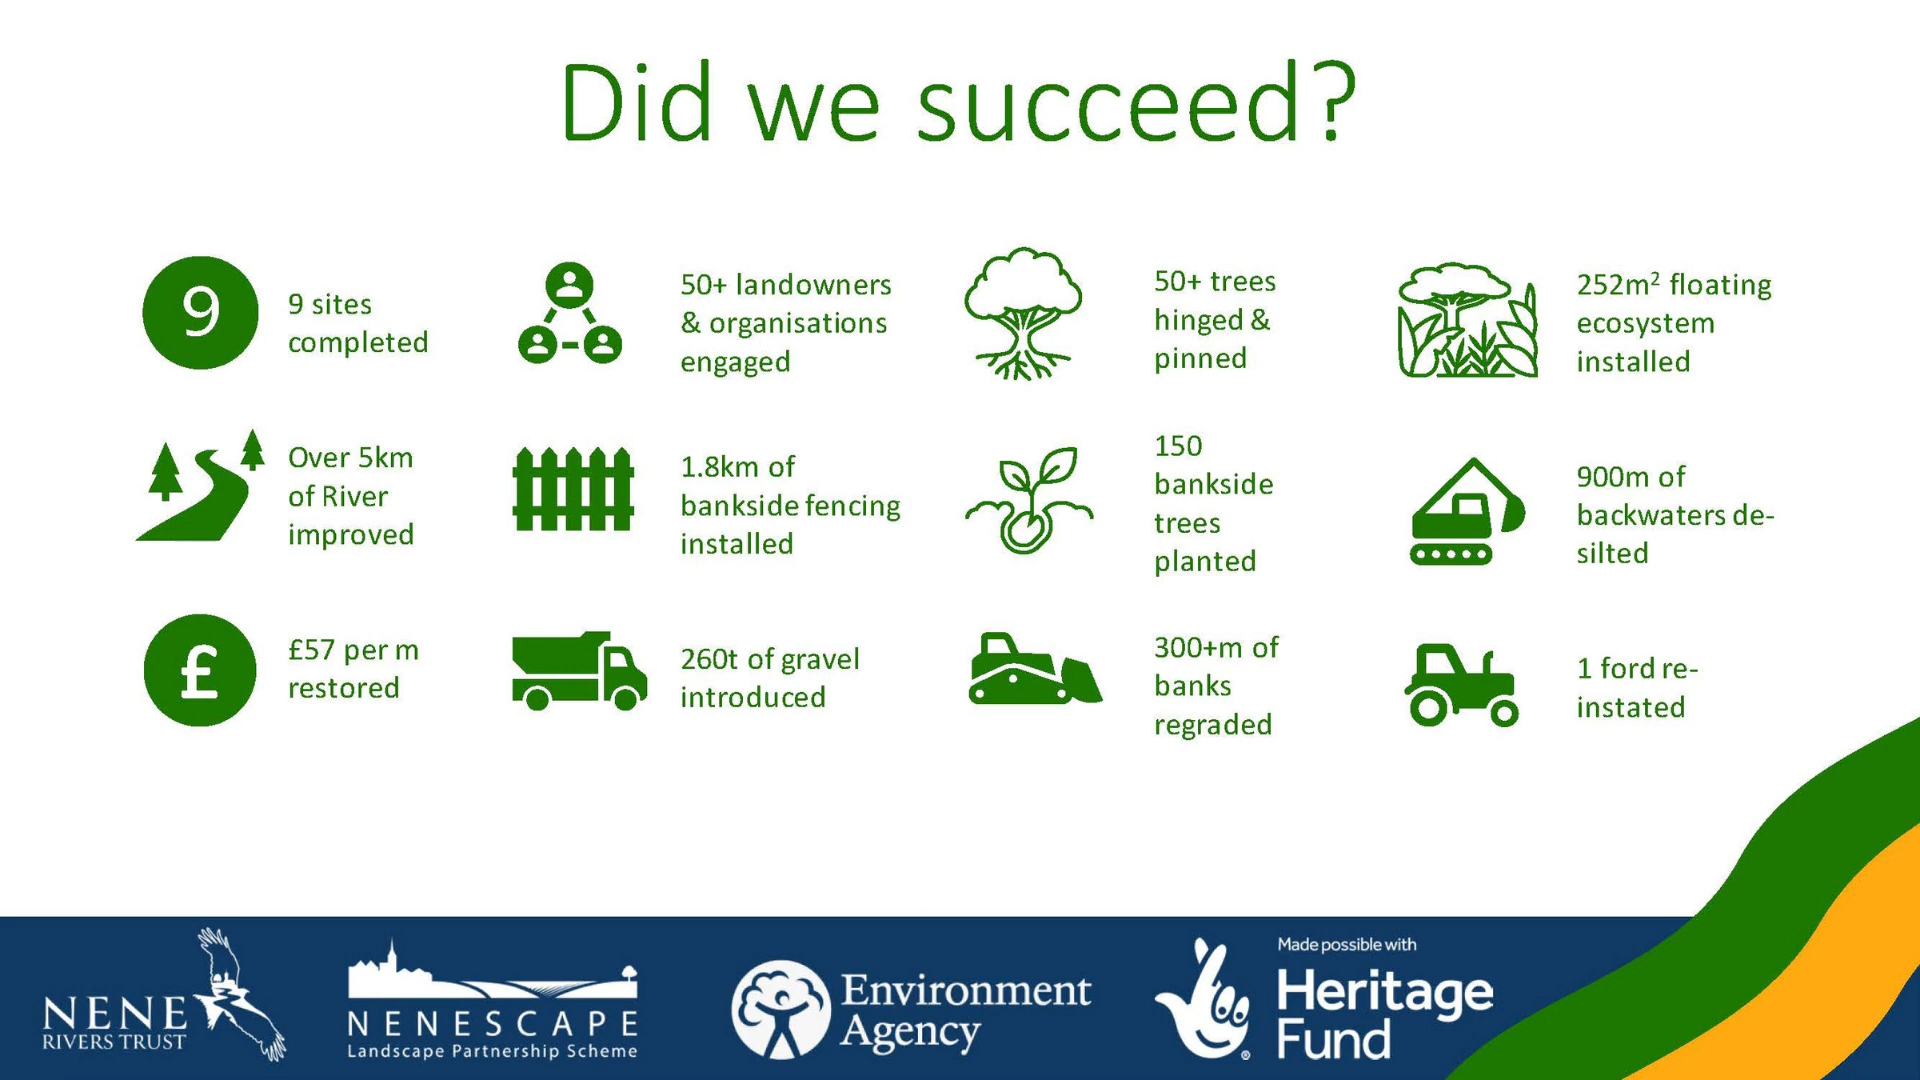 Did we succeed?
9
9 sites
completed
50+ landowners
& organisations
engaged
50+ trees
hinged &
pinned
252m² floating
ecosystem
installed
Over 5km
of River
improved
1.8km of
bankside fencing
installed
150
bankside
trees
planted
900m of
backwaters de-
silted
£
£57 per m
restored
260t of gravel
introduced
300+m of
banks
regraded
1 ford re-
instated
NENE
RIVERS TRUST
NENESCAPE
Landscape Partnership Scheme
Environment
Agency
Made possible with
Heritage
Fund